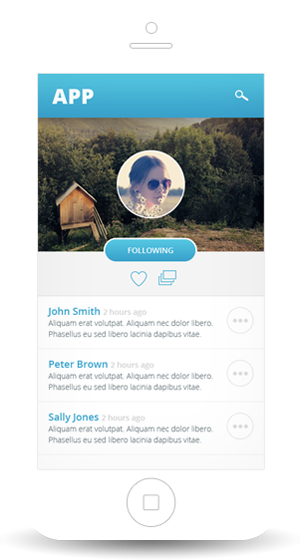 APP
FOLLOWING
John Smith 2 hours ago
Aliquam erat volutpat. Aliquam nec dolor libero.
Phasellus eu sed libero lacinia dapibus vitae.
Peter Brown 2 hours ago
Aliquam erat volutpat. Aliquam nec dolor libero.
Phasellus eu sed libero lacinia dapibus vitae.
Sally Jones 2 hours ago
Aliquam erat volutpat. Aliquam nec dolor libero.
Phasellus eu sed libero lacinia dapibus vitae.